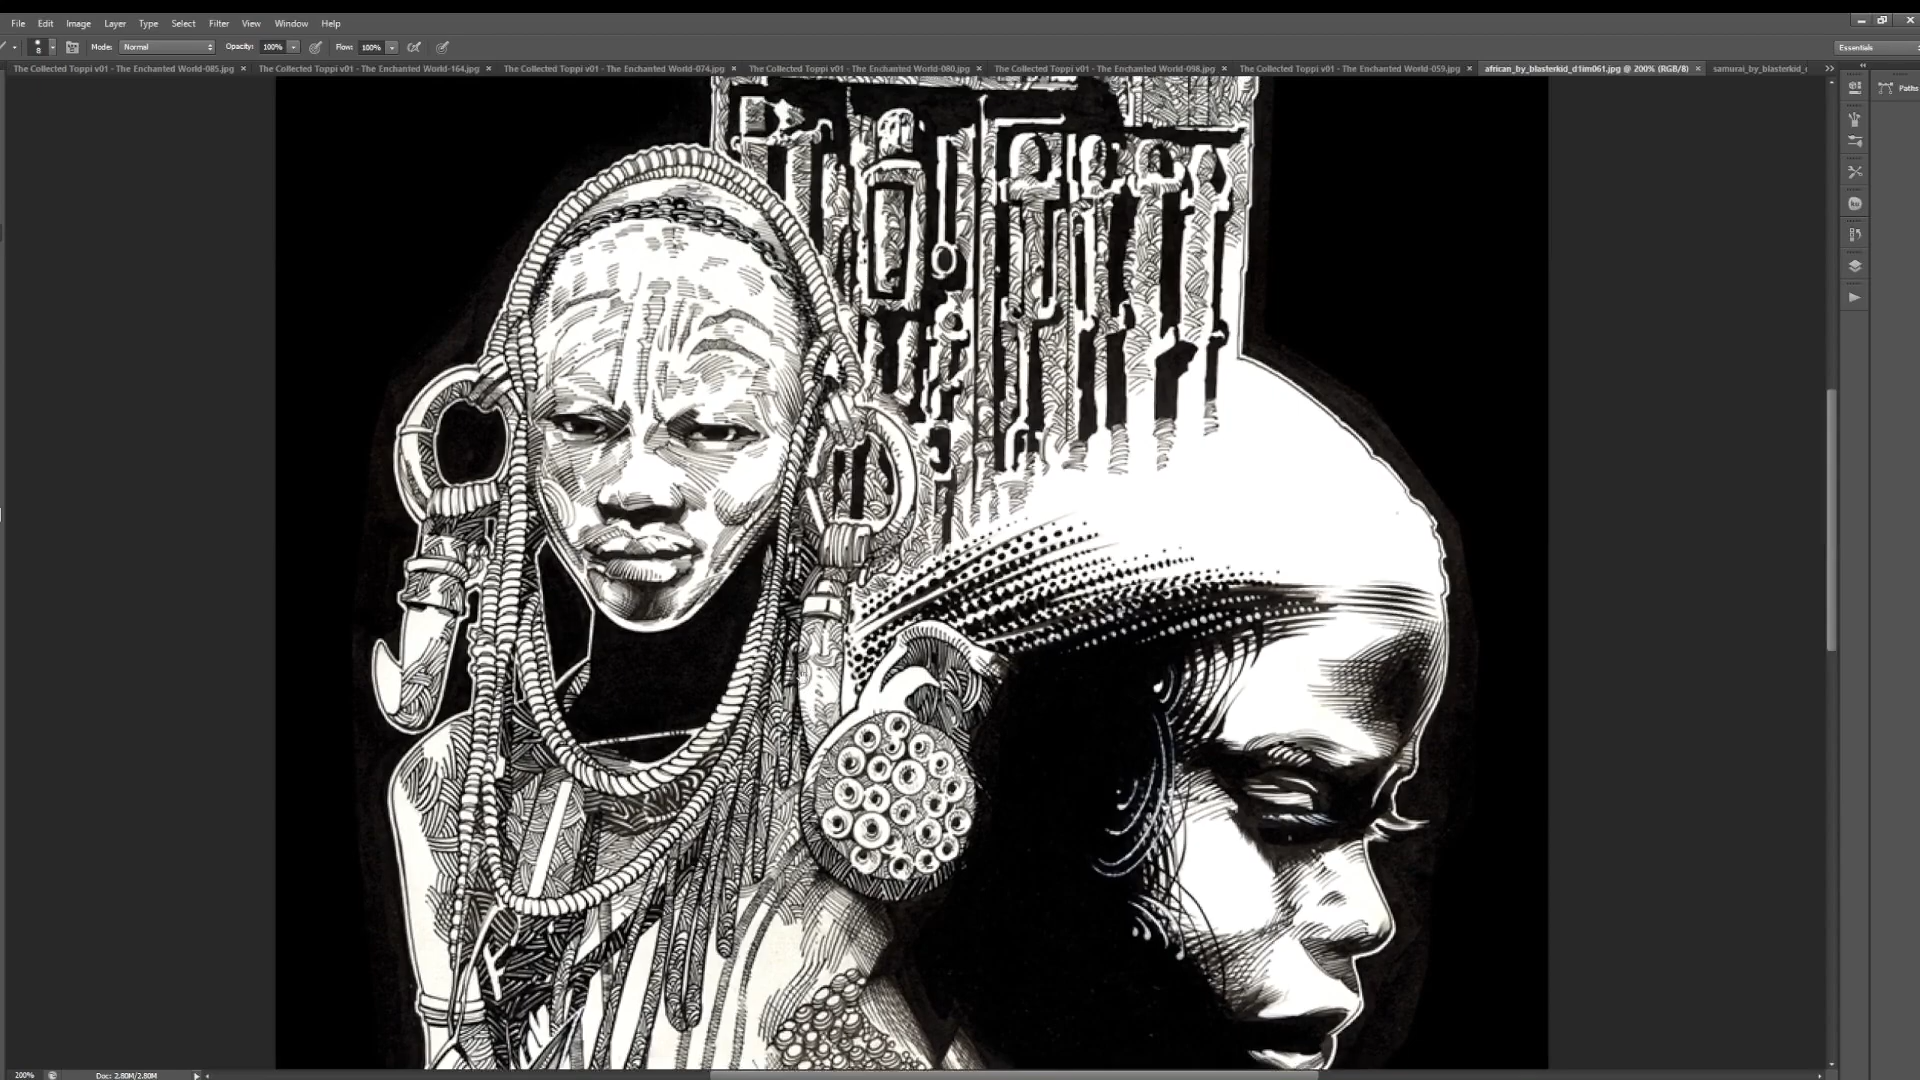 File Edit Image Layer Type Select Filter View Window Help
8 Mode: Normal Opacity: 100% Flow: 100% Essentials
The Collected Toppi v01 - The Enchanted World-085.jpg × The Collected Toppi v01 - The Enchanted World-164.jpg × The Collected Toppi v01 - The Enchanted World-074.jpg × The Collected Toppi v01 - The Enchanted World-080.jpg × The Collected Toppi v01 - The Enchanted World-098.jpg × The Collected Toppi v01 - The Enchanted World-059.jpg × african_by_blasterkid_d1im061.jpg @ 200% (RGB/8) × samurai_by_blasterkid_
Paths
ku
200% Doc: 2.80M/2.80M